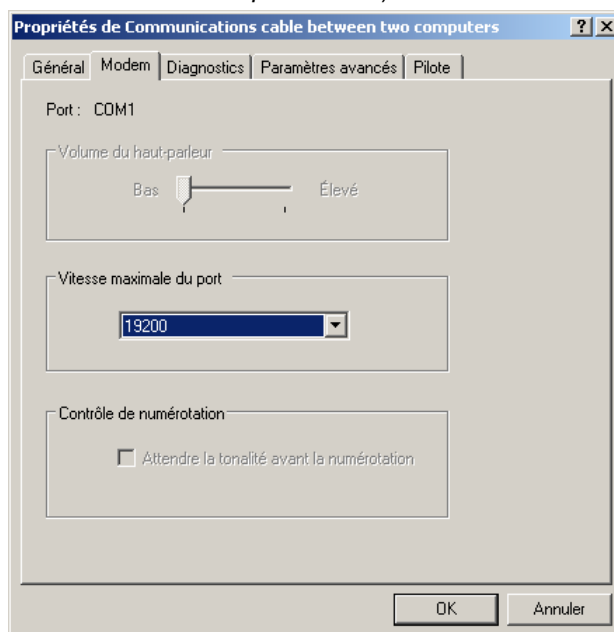 Propriétés de Communications cable between two computers
Général Modem Diagnostics Paramètres avancés Pilote
Port : COM1
Volume du haut-parleur
Bas Élevé
Vitesse maximale du port
19200
Contrôle de numérotation
Attendre la tonalité avant la numérotation
OK Annuler